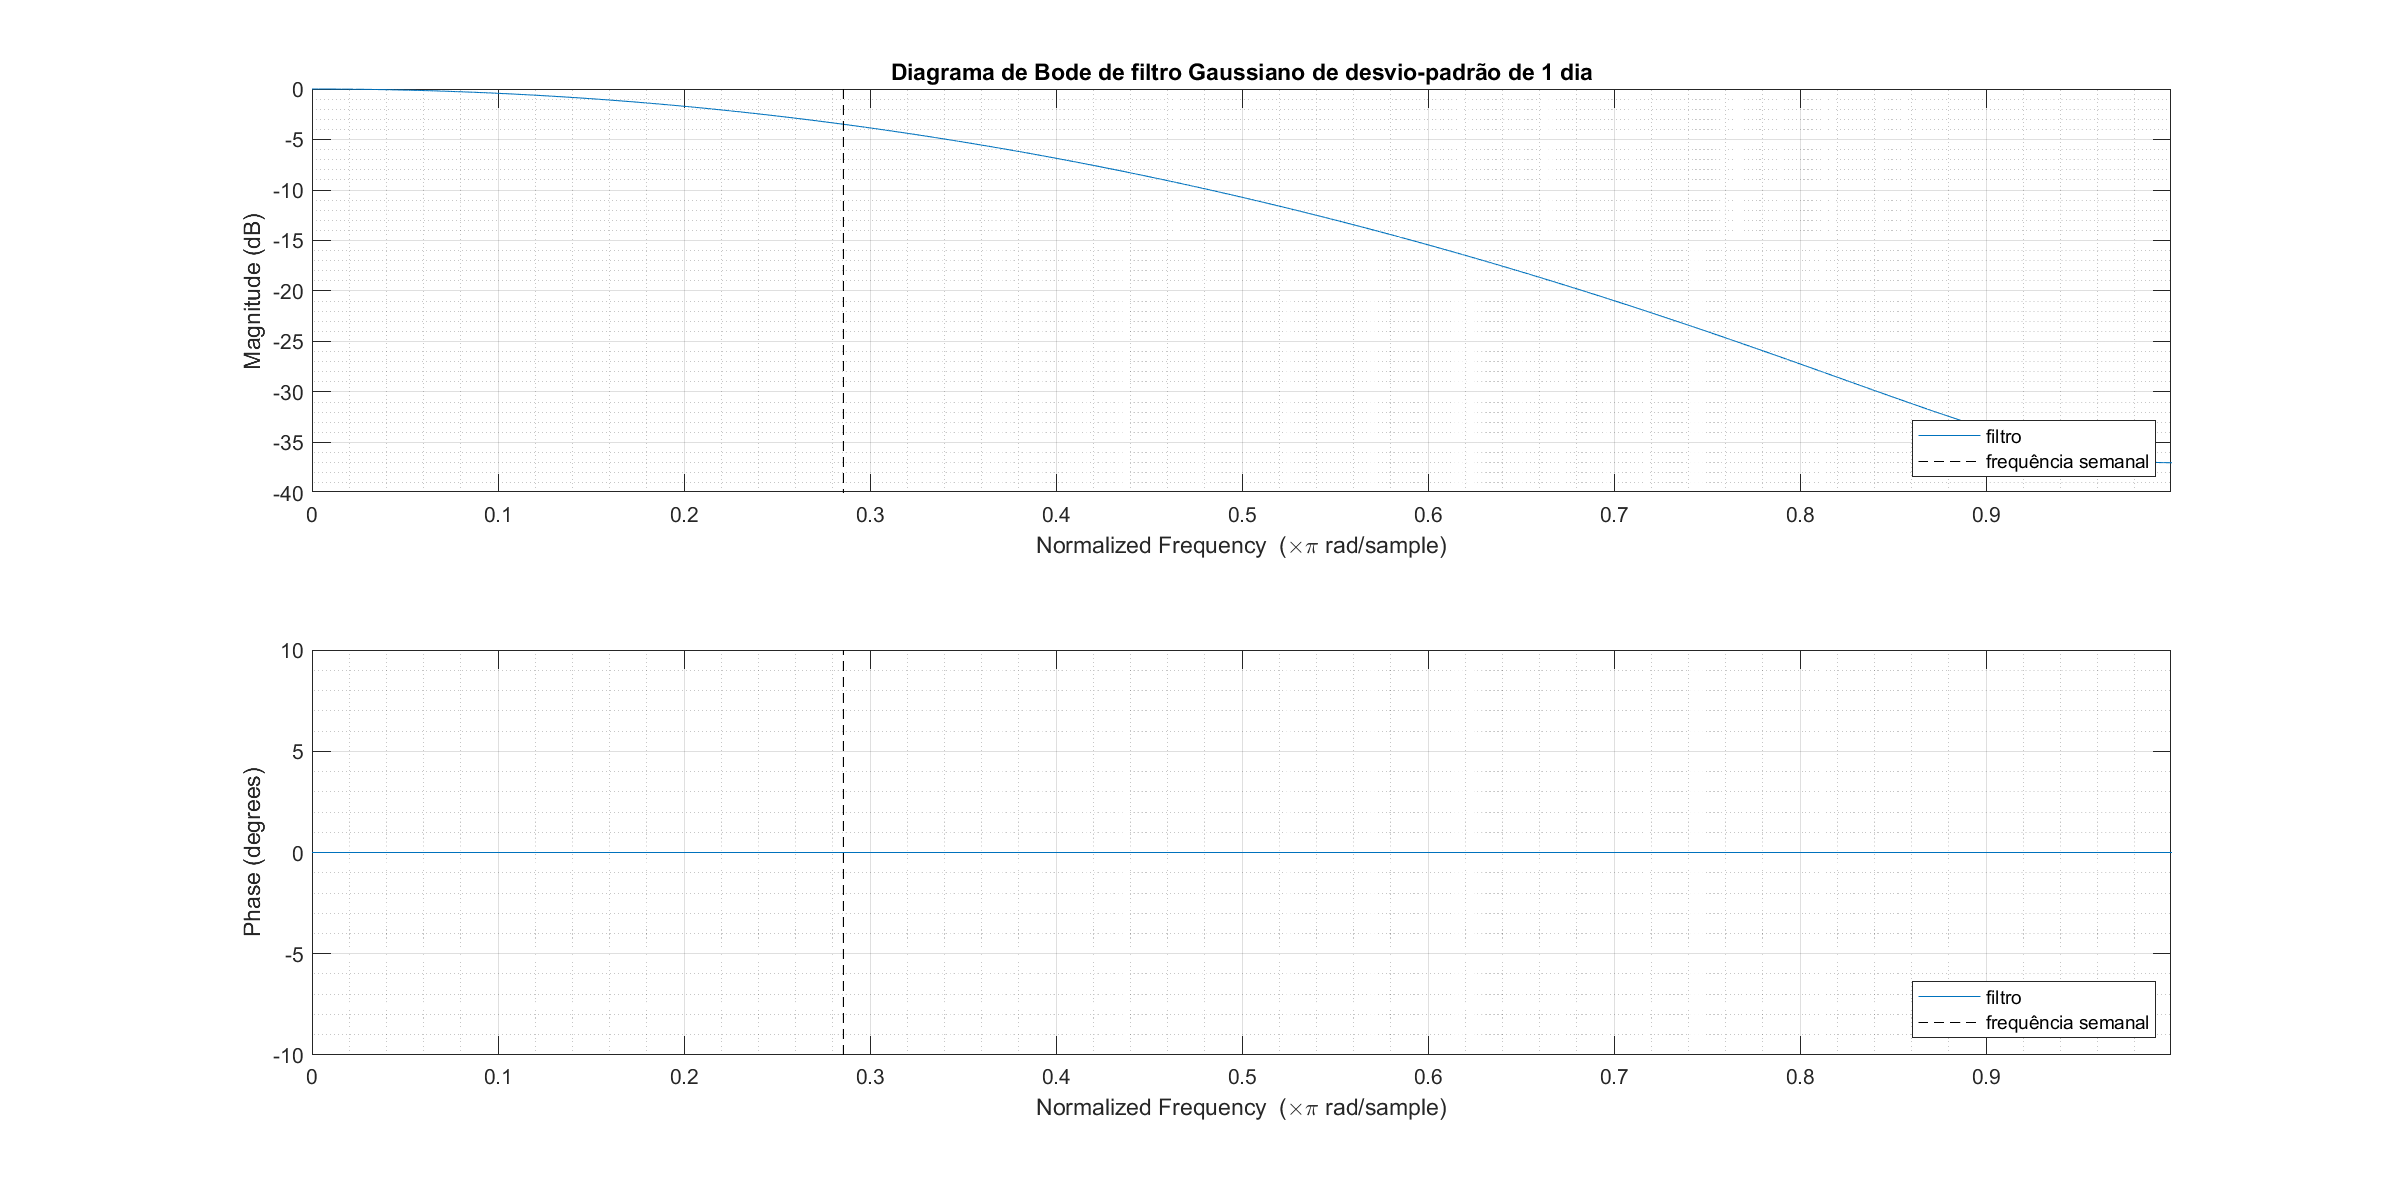 Diagrama de Bode de filtro Gaussiano de desvio-padrão de 1 dia
0
-5
-10
-15
-20
-25
-30
-35
-40
Magnitude (dB)
filtro
frequência semanal
0 0.1 0.2 0.3 0.4 0.5 0.6 0.7 0.8 0.9
Normalized Frequency (×π rad/sample)
10
5
0
-5
-10
Phase (degrees)
filtro
frequência semanal
0 0.1 0.2 0.3 0.4 0.5 0.6 0.7 0.8 0.9
Normalized Frequency (×π rad/sample)